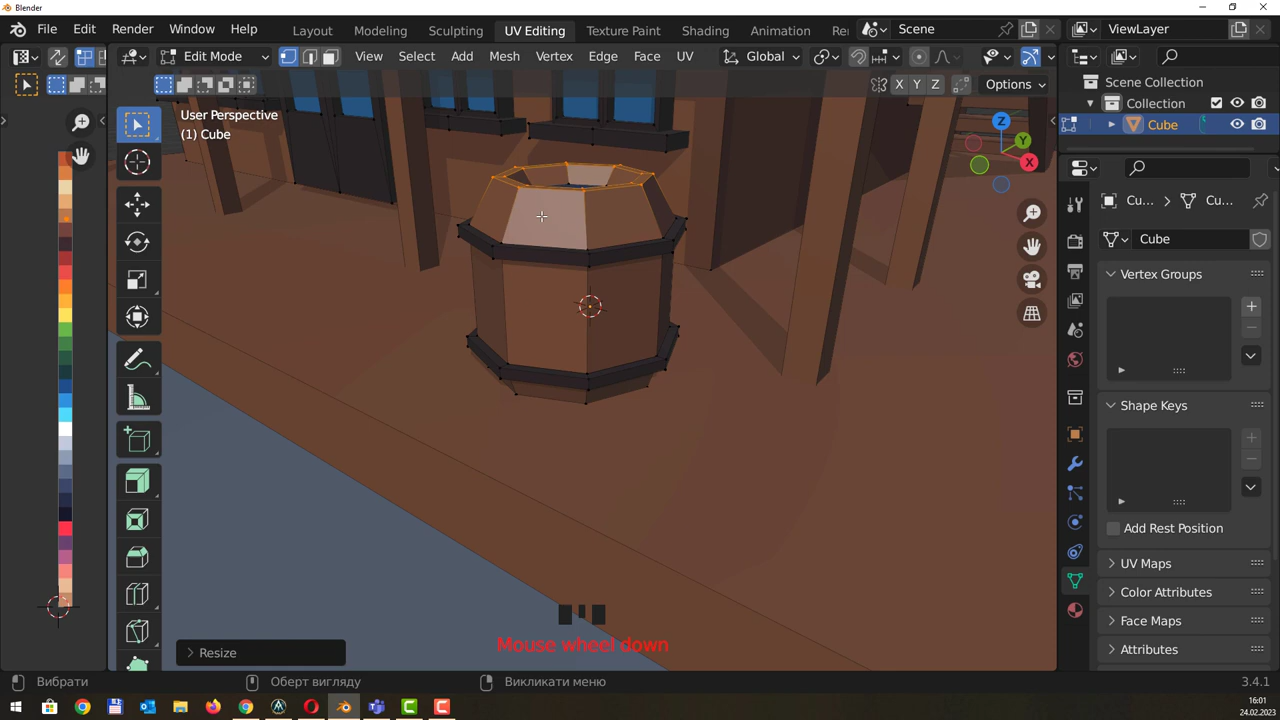 Blender
File
Edit
Render
Window
Help
Layout
Modeling
Sculpting
UV Editing
Texture Paint
Shading
Animation
Re
Scene
ViewLayer
Edit Mode
View
Select
Add
Mesh
Vertex
Edge
Face
UV
Global
Scene Collection
Collection
Cube
X
Y
Z
Options
User Perspective
(1) Cube
Z
Y
X
Cu...
Cu...
Cube
Vertex Groups
Shape Keys
Add Rest Position
UV Maps
Color Attributes
Face Maps
Attributes
Resize
Mouse wheel down
Вибрати
Оберт вигляду
Викликати меню
3.4.1
16:01
24.02.2023